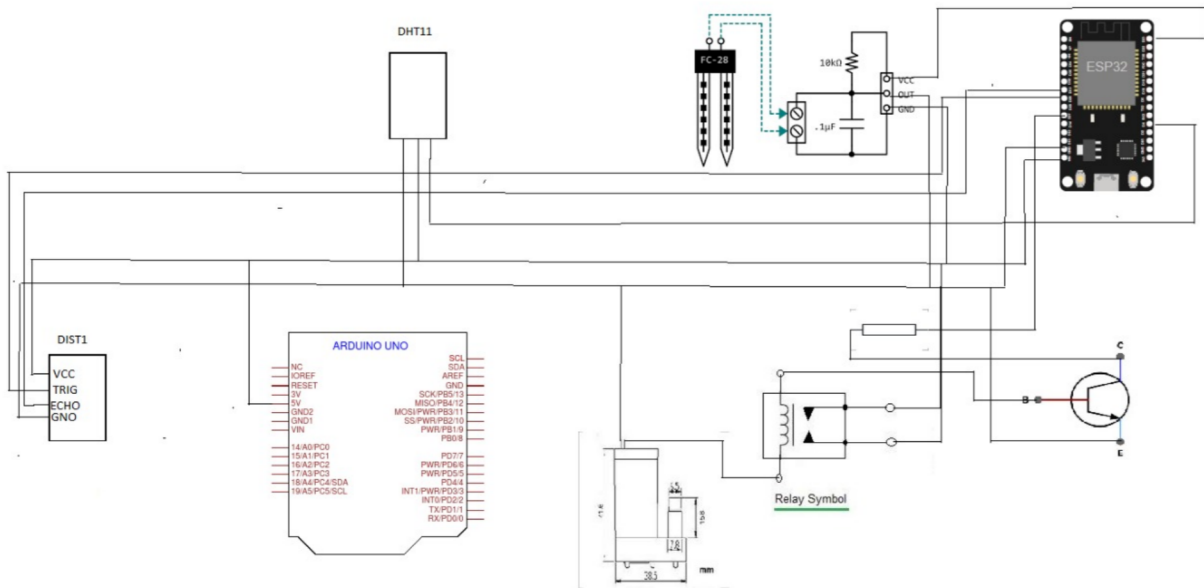 DHT11
FC-28
10kΩ
.1µF
VCC
OUT
GND
ESP32
DIST1
VCC
TRIG
ECHO
GNO
ARDUINO UNO
NC
IOREF
RESET
3V
5V
GND2
GND1
VIN
14/A0/PC0
15/A1/PC1
16/A2/PC2
17/A3/PC3
18/A4/PC4/SDA
19/A5/PC5/SCL
SCL
SDA
AREF
GND
SCK/PB5/13
MISO/PB4/12
MOSI/PWR/PB3/11
SS/PWR/PB2/10
PWR/PB1/9
PB0/8
PD7/7
PWR/PD6/6
PWR/PD5/5
PD4/4
INT1/PWR/PD3/3
INT0/PD2/2
TX/PD1/1
RX/PD0/0
Relay Symbol
mm
C
B
E